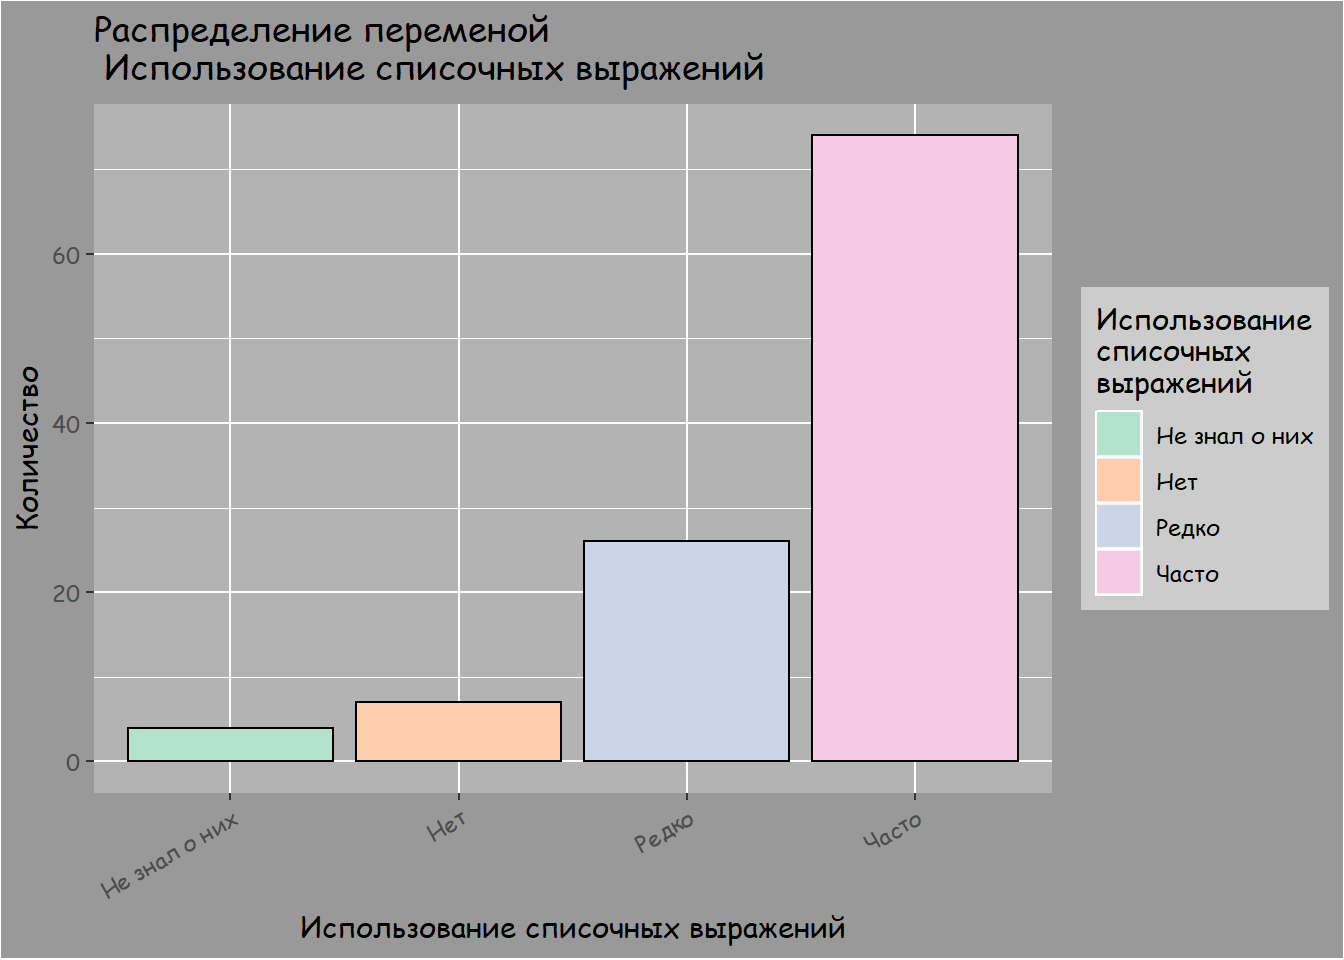 Распределение переменой
Использование списочных выражений
Количество
60
40
20
0
Не знал о них
Нет
Редко
Часто
Использование списочных выражений
Использование
списочных
выражений
Не знал о них
Нет
Редко
Часто